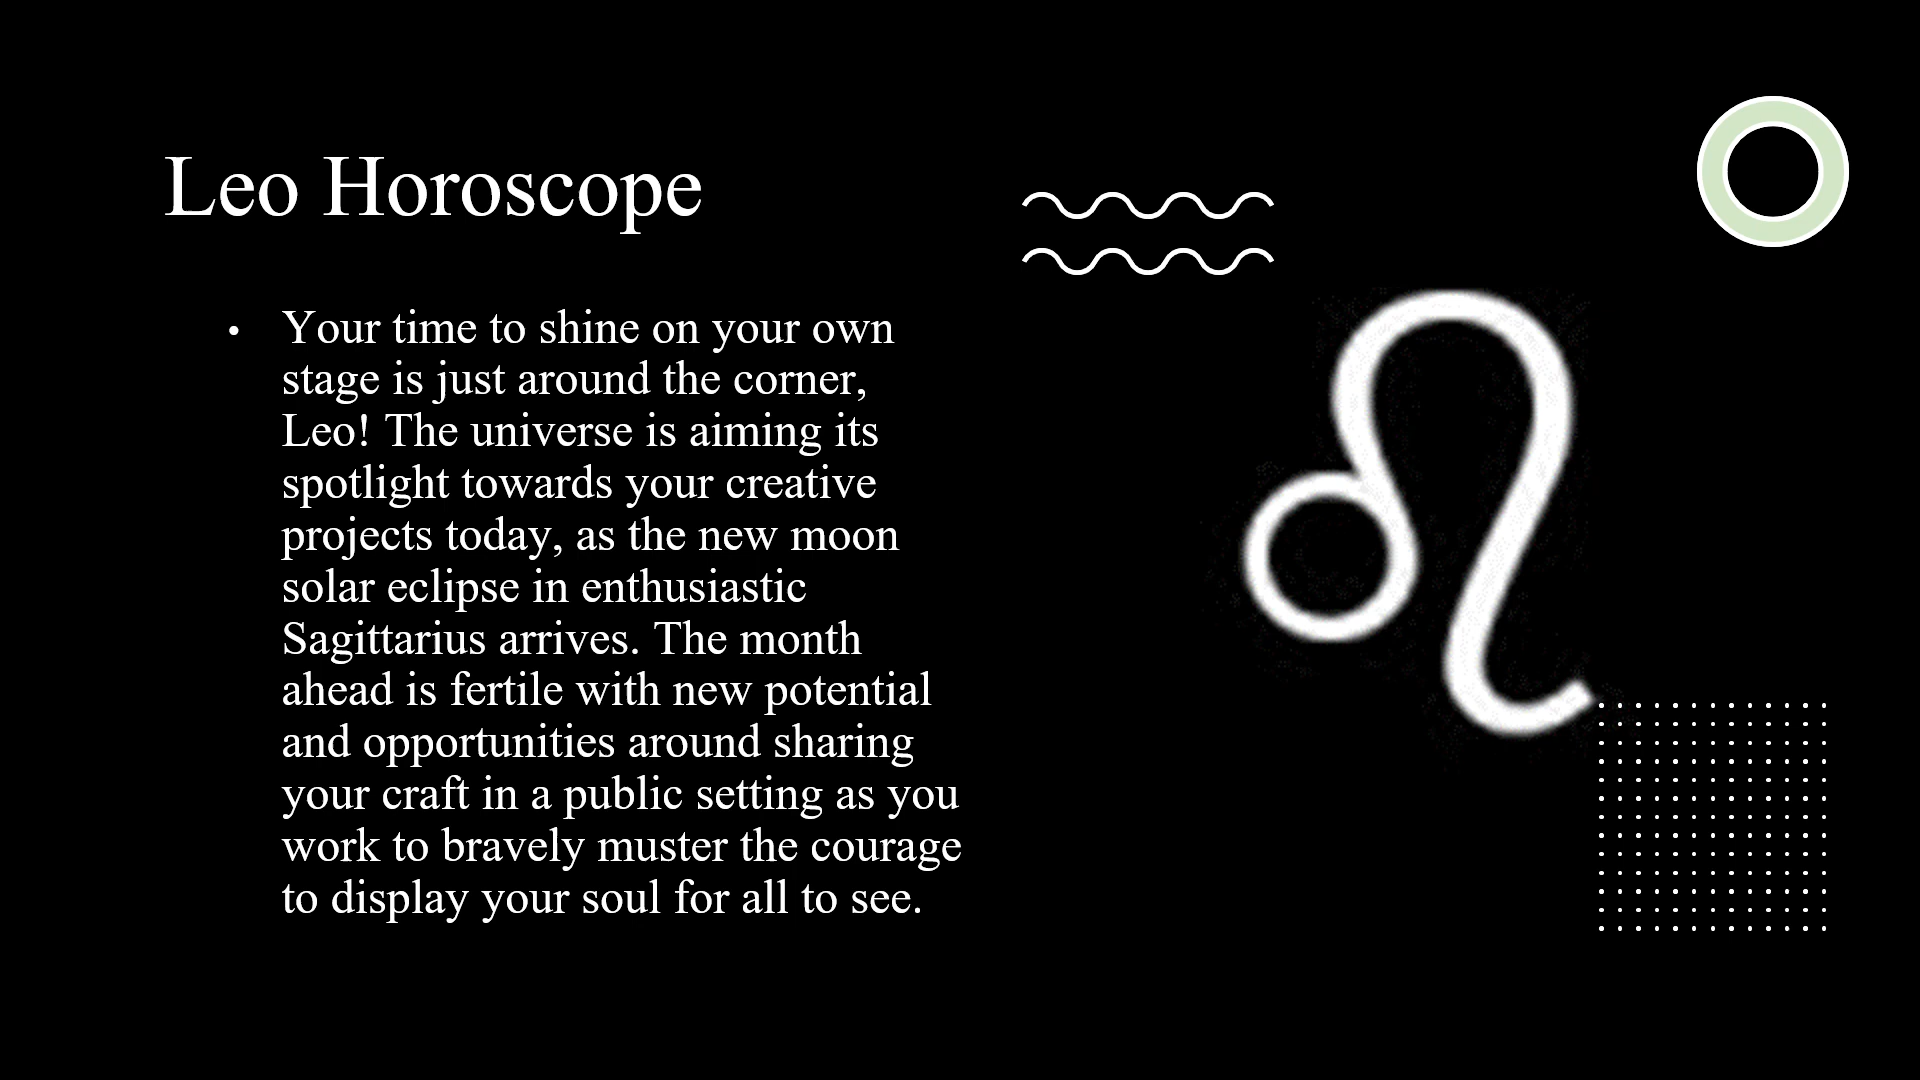 Leo Horoscope
• Your time to shine on your own
stage is just around the corner,
Leo! The universe is aiming its
spotlight towards your creative
projects today, as the new moon
solar eclipse in enthusiastic
Sagittarius arrives. The month
ahead is fertile with new potential
and opportunities around sharing
your craft in a public setting as you
work to bravely muster the courage
to display your soul for all to see.